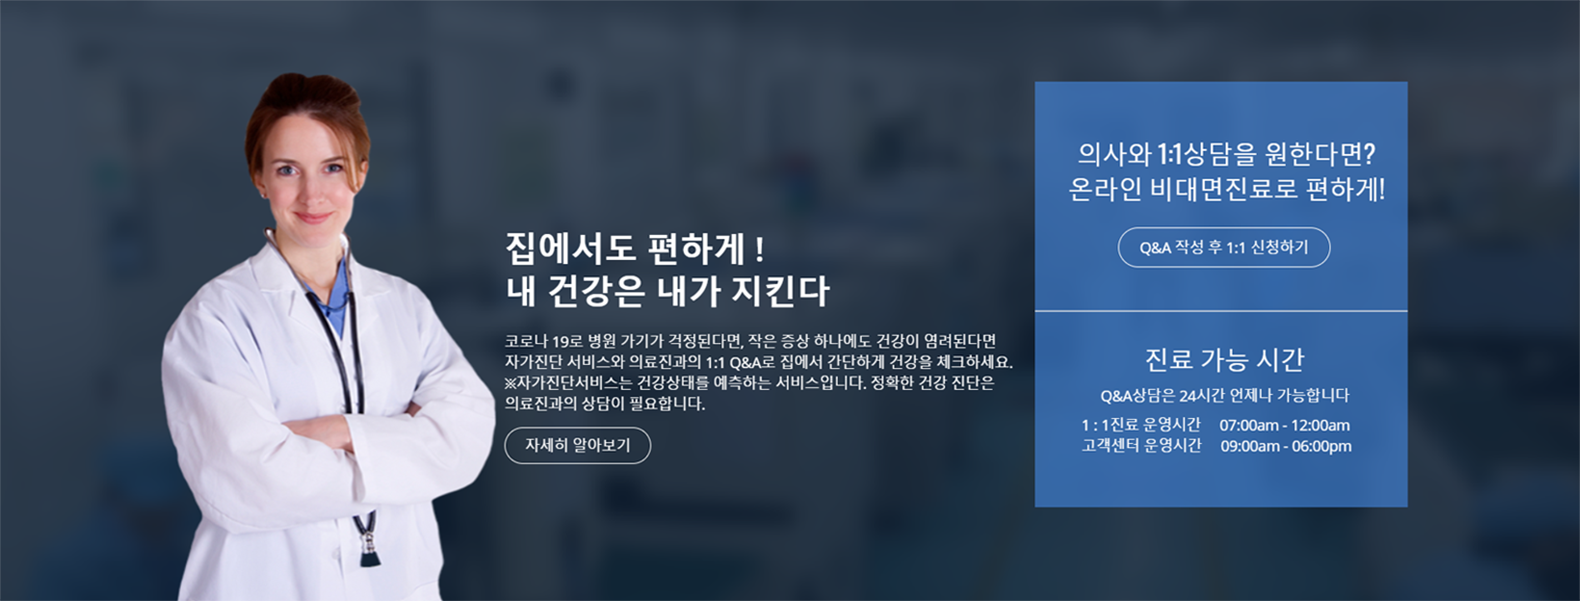 집에서도 편하게 !
내 건강은 내가 지킨다
코로나 19로 병원 가기가 걱정된다면, 작은 증상 하나에도 건강이 염려된다면
자가진단 서비스와 의료진과의 1:1 Q&A로 집에서 간단하게 건강을 체크하세요.
※자가진단서비스는 건강상태를 예측하는 서비스입니다. 정확한 건강 진단은
의료진과의 상담이 필요합니다.
자세히 알아보기
의사와 1:1상담을 원한다면?
온라인 비대면진료로 편하게!
Q&A 작성 후 1:1 신청하기
진료 가능 시간
Q&A상담은 24시간 언제나 가능합니다
1 : 1진료 운영시간 07:00am - 12:00am
고객센터 운영시간 09:00am - 06:00pm